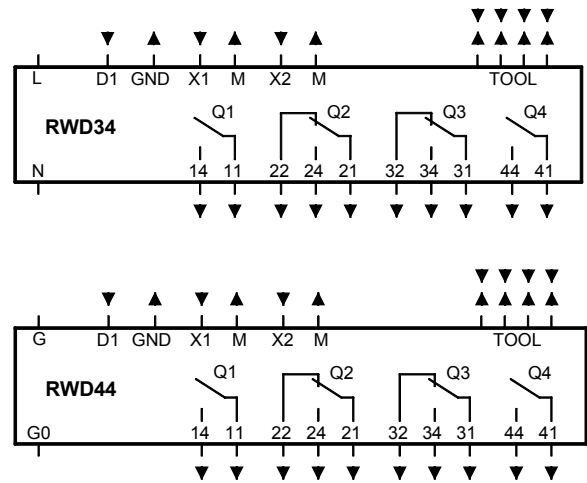 L D1 GND X1 M X2 M TOOL
RWD34 Q1 Q2 Q3 Q4
N 14 11 22 24 21 32 34 31 44 41
G D1 GND X1 M X2 M TOOL
RWD44 Q1 Q2 Q3 Q4
G0 14 11 22 24 21 32 34 31 44 41